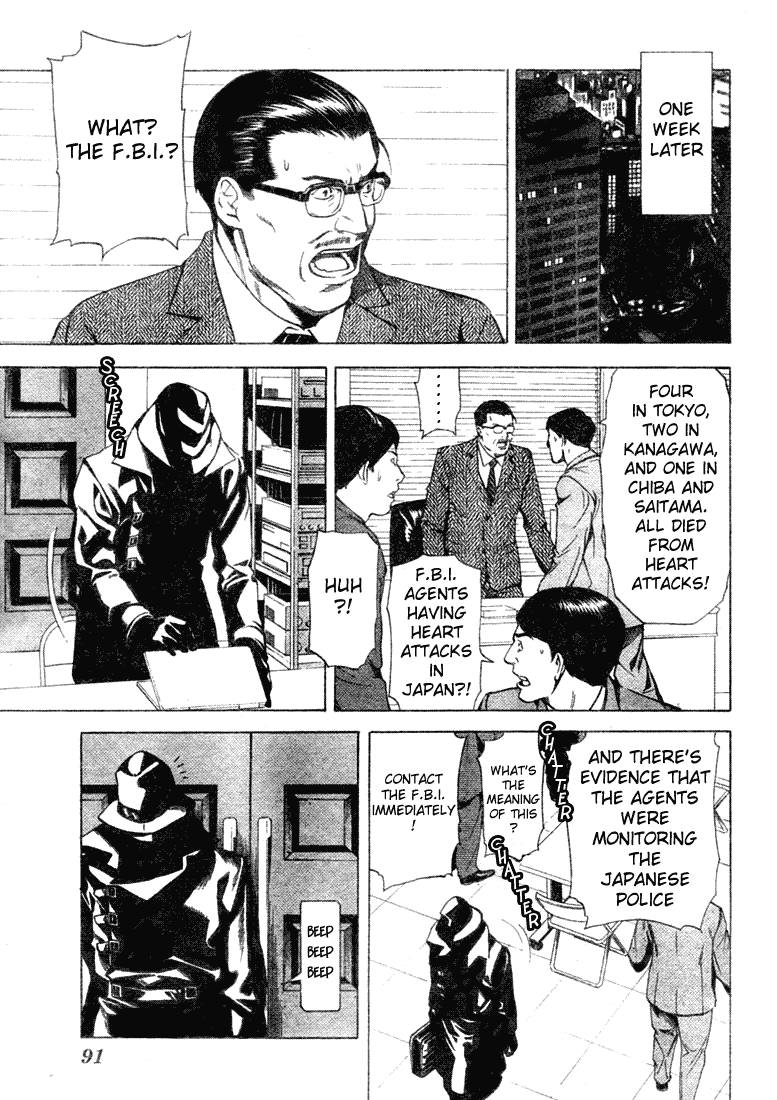 ONE
WEEK
LATER
WHAT?
THE F.B.I.?
FOUR
IN TOKYO,
TWO IN
KANAGAWA,
AND ONE IN
CHIBA AND
SAITAMA.
ALL DIED
FROM
HEART
ATTACKS!
......
F.B.I.
AGENTS
HAVING
HEART
ATTACKS
IN
JAPAN?!
HUH
?!
SCREECH
AND THERE'S
EVIDENCE THAT
THE AGENTS
WERE
MONITORING
THE
JAPANESE
POLICE
CHATTER
WHAT'S
THE
MEANING
OF THIS
?
CHATTER
CONTACT
THE F.B.I.
IMMEDIATELY
!
BEEP
BEEP
BEEP
91